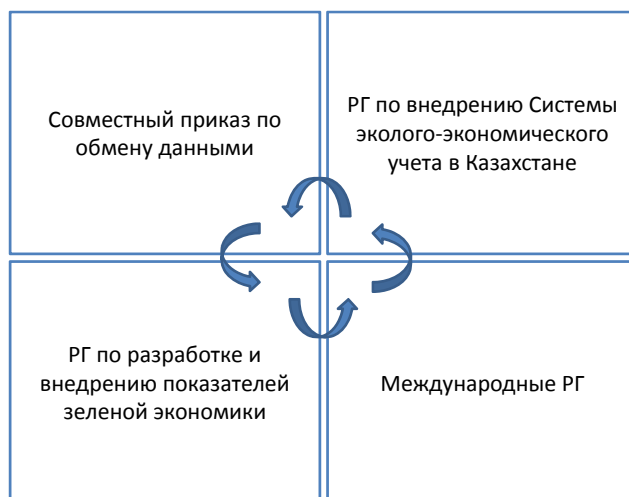 Совместный приказ по
обмену данными
РГ по внедрению Системы
эколого-экономического
учета в Казахстане
РГ по разработке и
внедрению показателей
зеленой экономики
Международные РГ